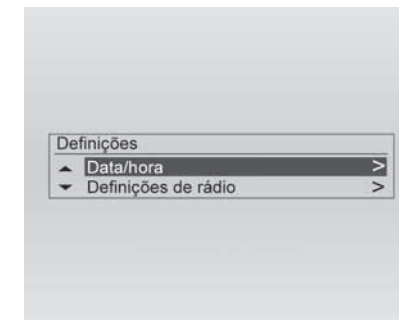 Definições
Data/hora >
Definições de rádio >